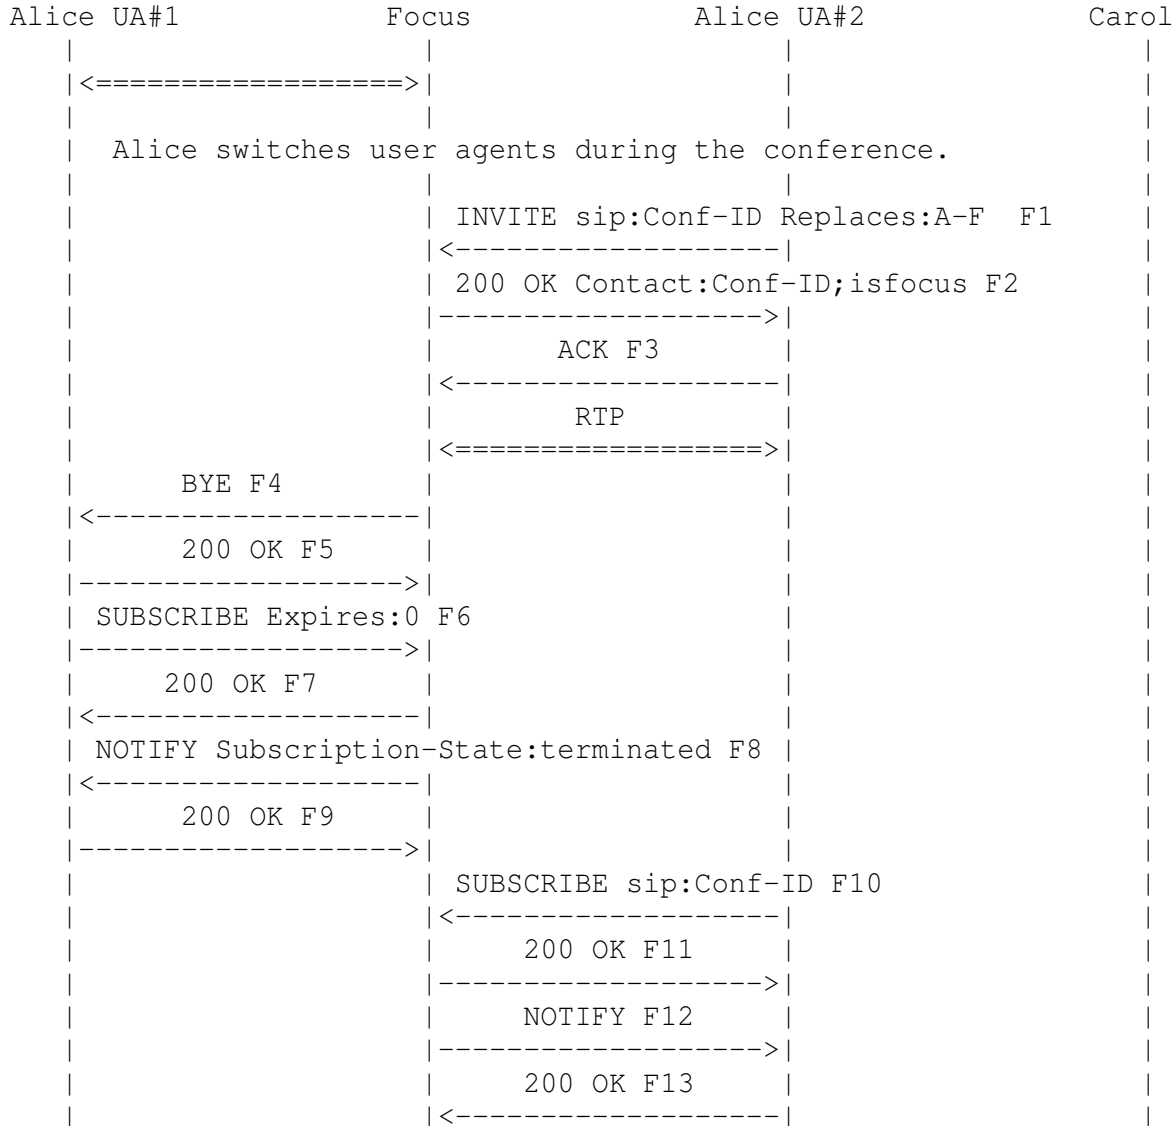 Alice UA#1 Focus Alice UA#2 Carol
| | | |
|<==================>| | |
| | | |
| Alice switches user agents during the conference. |
| | | |
| | INVITE sip:Conf-ID Replaces:A-F F1 |
| |<-------------------| |
| | 200 OK Contact:Conf-ID;isfocus F2 |
| |------------------->| |
| | ACK F3 | |
| |<-------------------| |
| | RTP | |
| |<==================>| |
| BYE F4 | | |
|<-------------------| | |
| 200 OK F5 | | |
|------------------->| | |
| SUBSCRIBE Expires:0 F6 | |
|------------------->| | |
| 200 OK F7 | | |
|<-------------------| | |
| NOTIFY Subscription-State:terminated F8 | |
|<-------------------| | |
| 200 OK F9 | | |
|------------------->| | |
| | SUBSCRIBE sip:Conf-ID F10 |
| |<-------------------| |
| | 200 OK F11 | |
| |------------------->| |
| | NOTIFY F12 | |
| |------------------->| |
| | 200 OK F13 | |
| |<-------------------| |